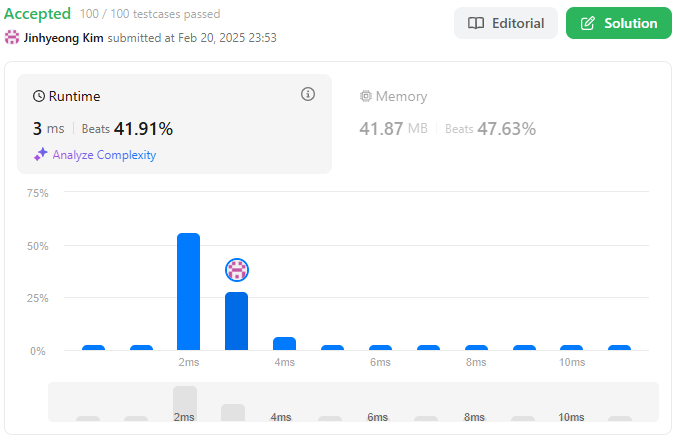 Accepted 100 / 100 testcases passed
Editorial
Solution
Jinhyeong Kim submitted at Feb 20, 2025 23:53
Runtime
3 ms | Beats 41.91%
Analyze Complexity
Memory
41.87 MB | Beats 47.63%
75%
50%
25%
0%
2ms 4ms 6ms 8ms 10ms
2ms 4ms 6ms 8ms 10ms